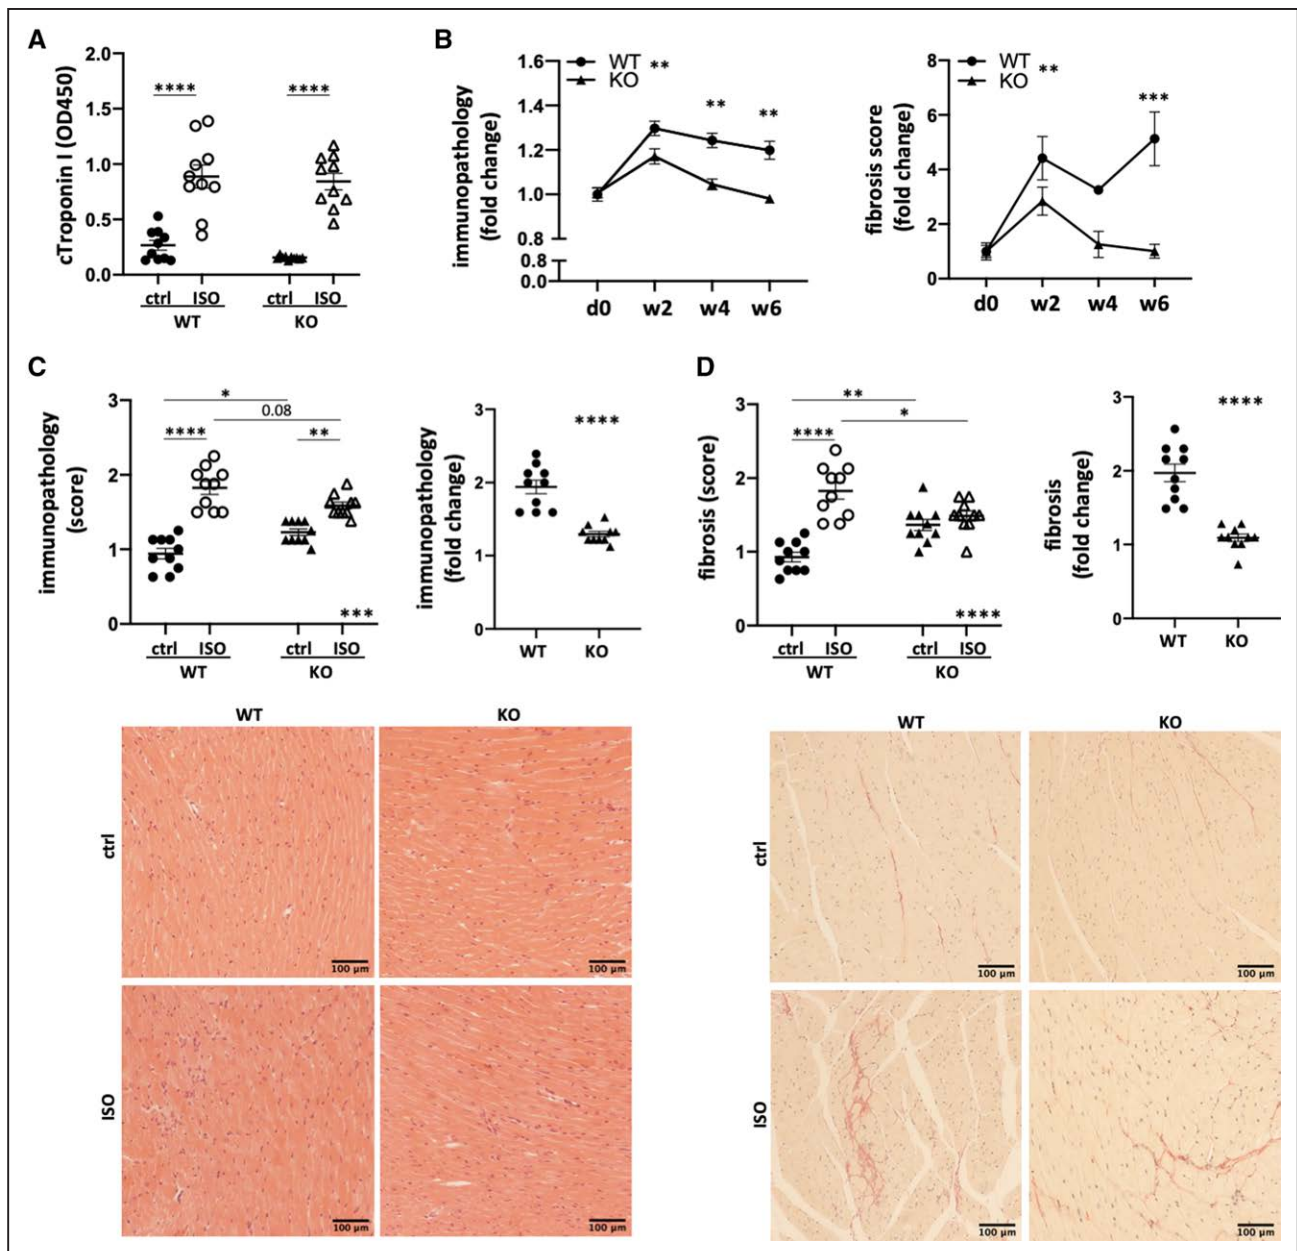 A
cTroponin I (OD450)
2.0
1.5
1.0
0.5
0.0
****
****
ctrl ISO ctrl ISO
WT KO
B
immunopathology
(fold change)
1.6
1.4
1.2
1.0
0.8
0.8
0.0
WT
KO
**
**
**
d0 w2 w4 w6
fibrosis score
(fold change)
8
6
4
2
0
WT
KO
**
***
d0 w2 w4 w6
C
immunopathology
(score)
3
2
1
0
*
0.08
****
**
***
ctrl ISO ctrl ISO
WT KO
immunopathology
(fold change)
3
2
1
0
****
WT KO
D
fibrosis (score)
3
2
1
0
**
*
****
****
ctrl ISO ctrl ISO
WT KO
fibrosis
(fold change)
3
2
1
0
****
WT KO
WT KO
ctrl
100 µm 100 µm
ISO
100 µm 100 µm
WT KO
ctrl
100 µm 100 µm
ISO
100 µm 100 µm